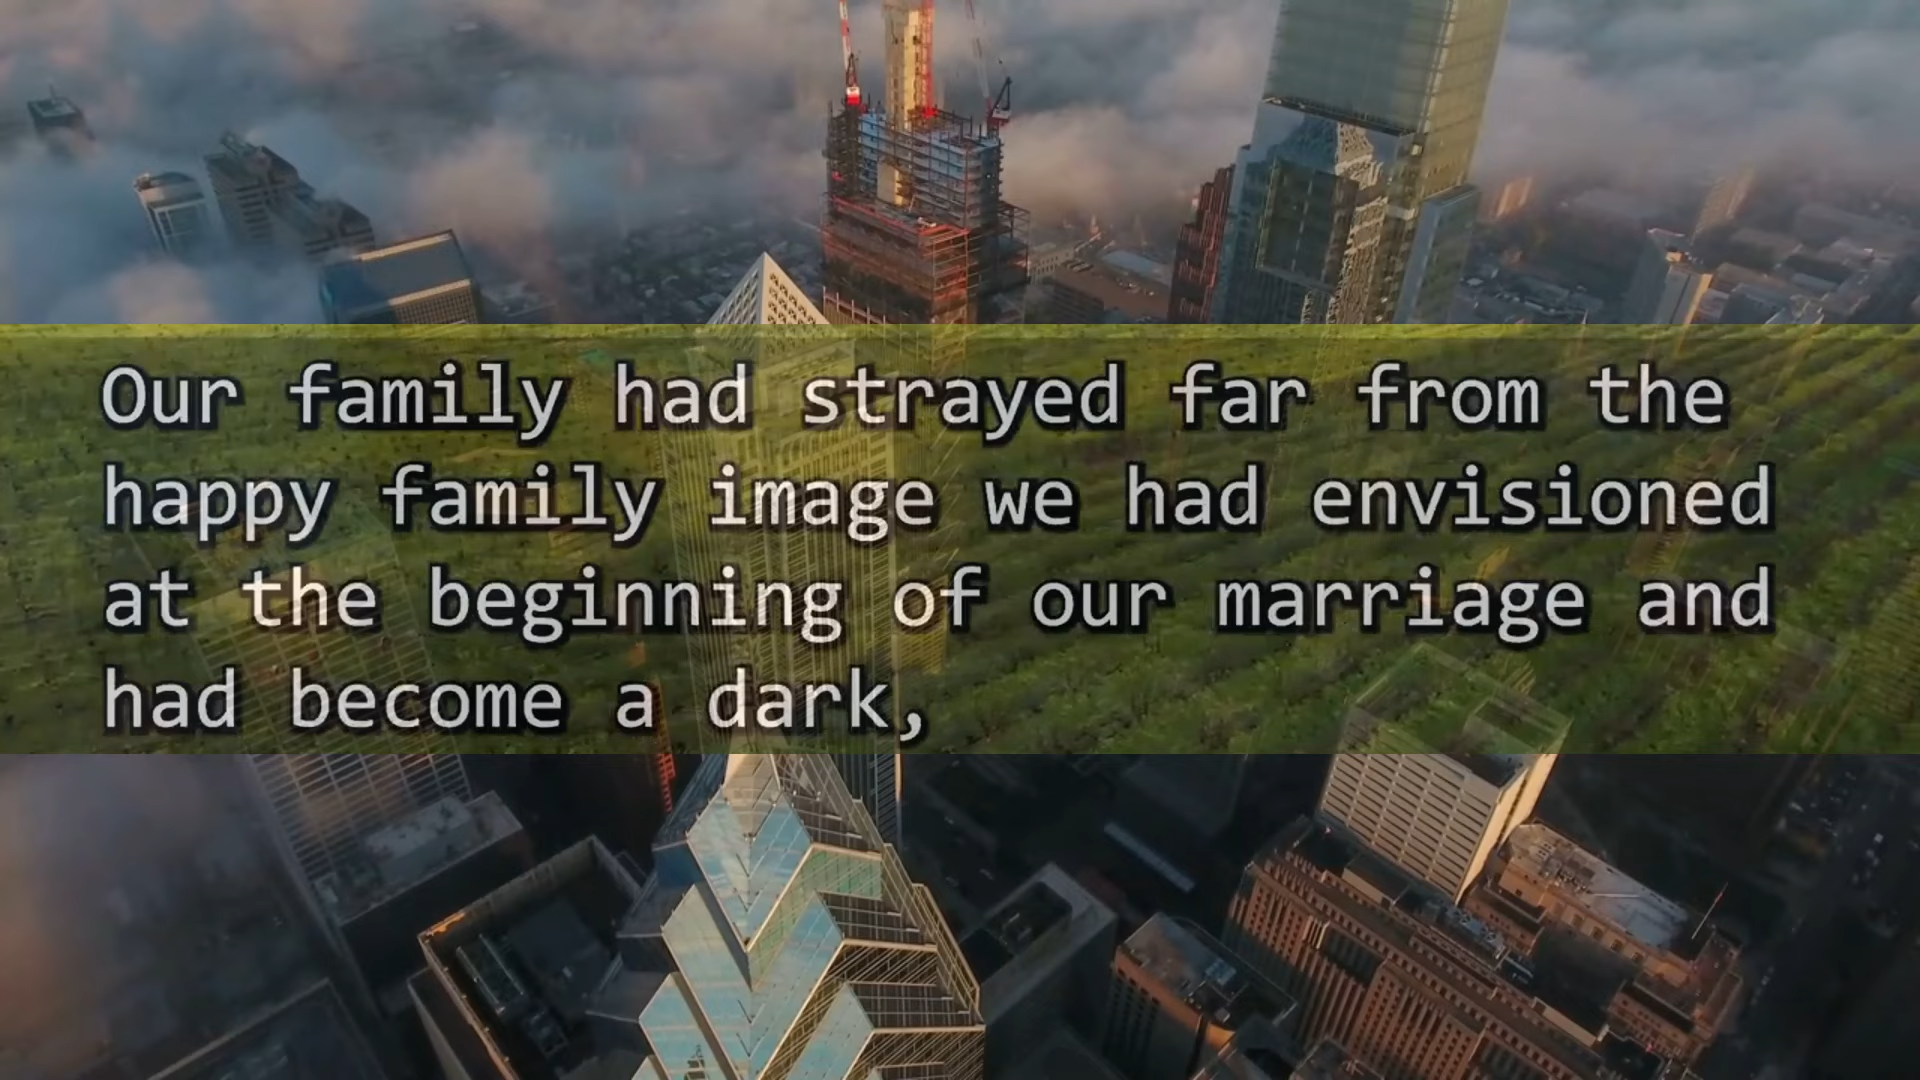 Our family had strayed far from the
happy family image we had envisioned
at the beginning of our marriage and
had become a dark,